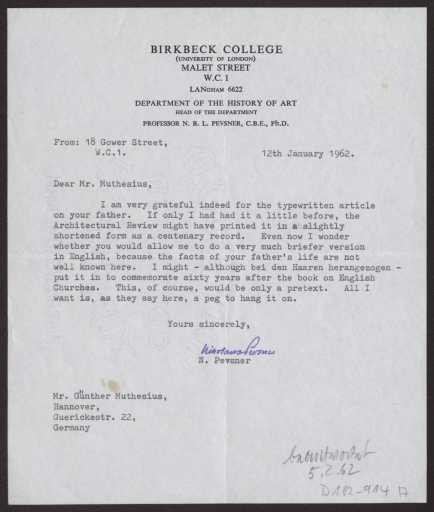 BIRKBECK COLLEGE
(UNIVERSITY OF LONDON)
MALET STREET
W.C.1
LANGHAM 6622
DEPARTMENT OF THE HISTORY OF ART
HEAD OF THE DEPARTMENT
PROFESSOR N. B. L. PEVSNER, C.B.E., Ph.D.
From: 18 Gower Street,
W.C.1.
12th January 1962.
Dear Mr. Muthesius,
I am very grateful indeed for the typewritten article
on your father. If only I had had it a little before, the
Architectural Review might have printed it in a slightly
shortened form as a centenary record. Even now I wonder
whether you would allow me to do a very much briefer version
in English, because the facts of your father's life are not
well known here. I might - although bei den Haaren herangezogen -
put it in to commemorate sixty years after the book on English
Churches. This, of course, would be only a pretext. All I
want is, as they say here, a peg to hang it on.
Yours sincerely,
Nikolaus Pevsner
N. Pevsner
Mr. Günther Muthesius,
Hannover,
Guerickestr. 22,
Germany
beantwortet
5.2.62
D 102-914